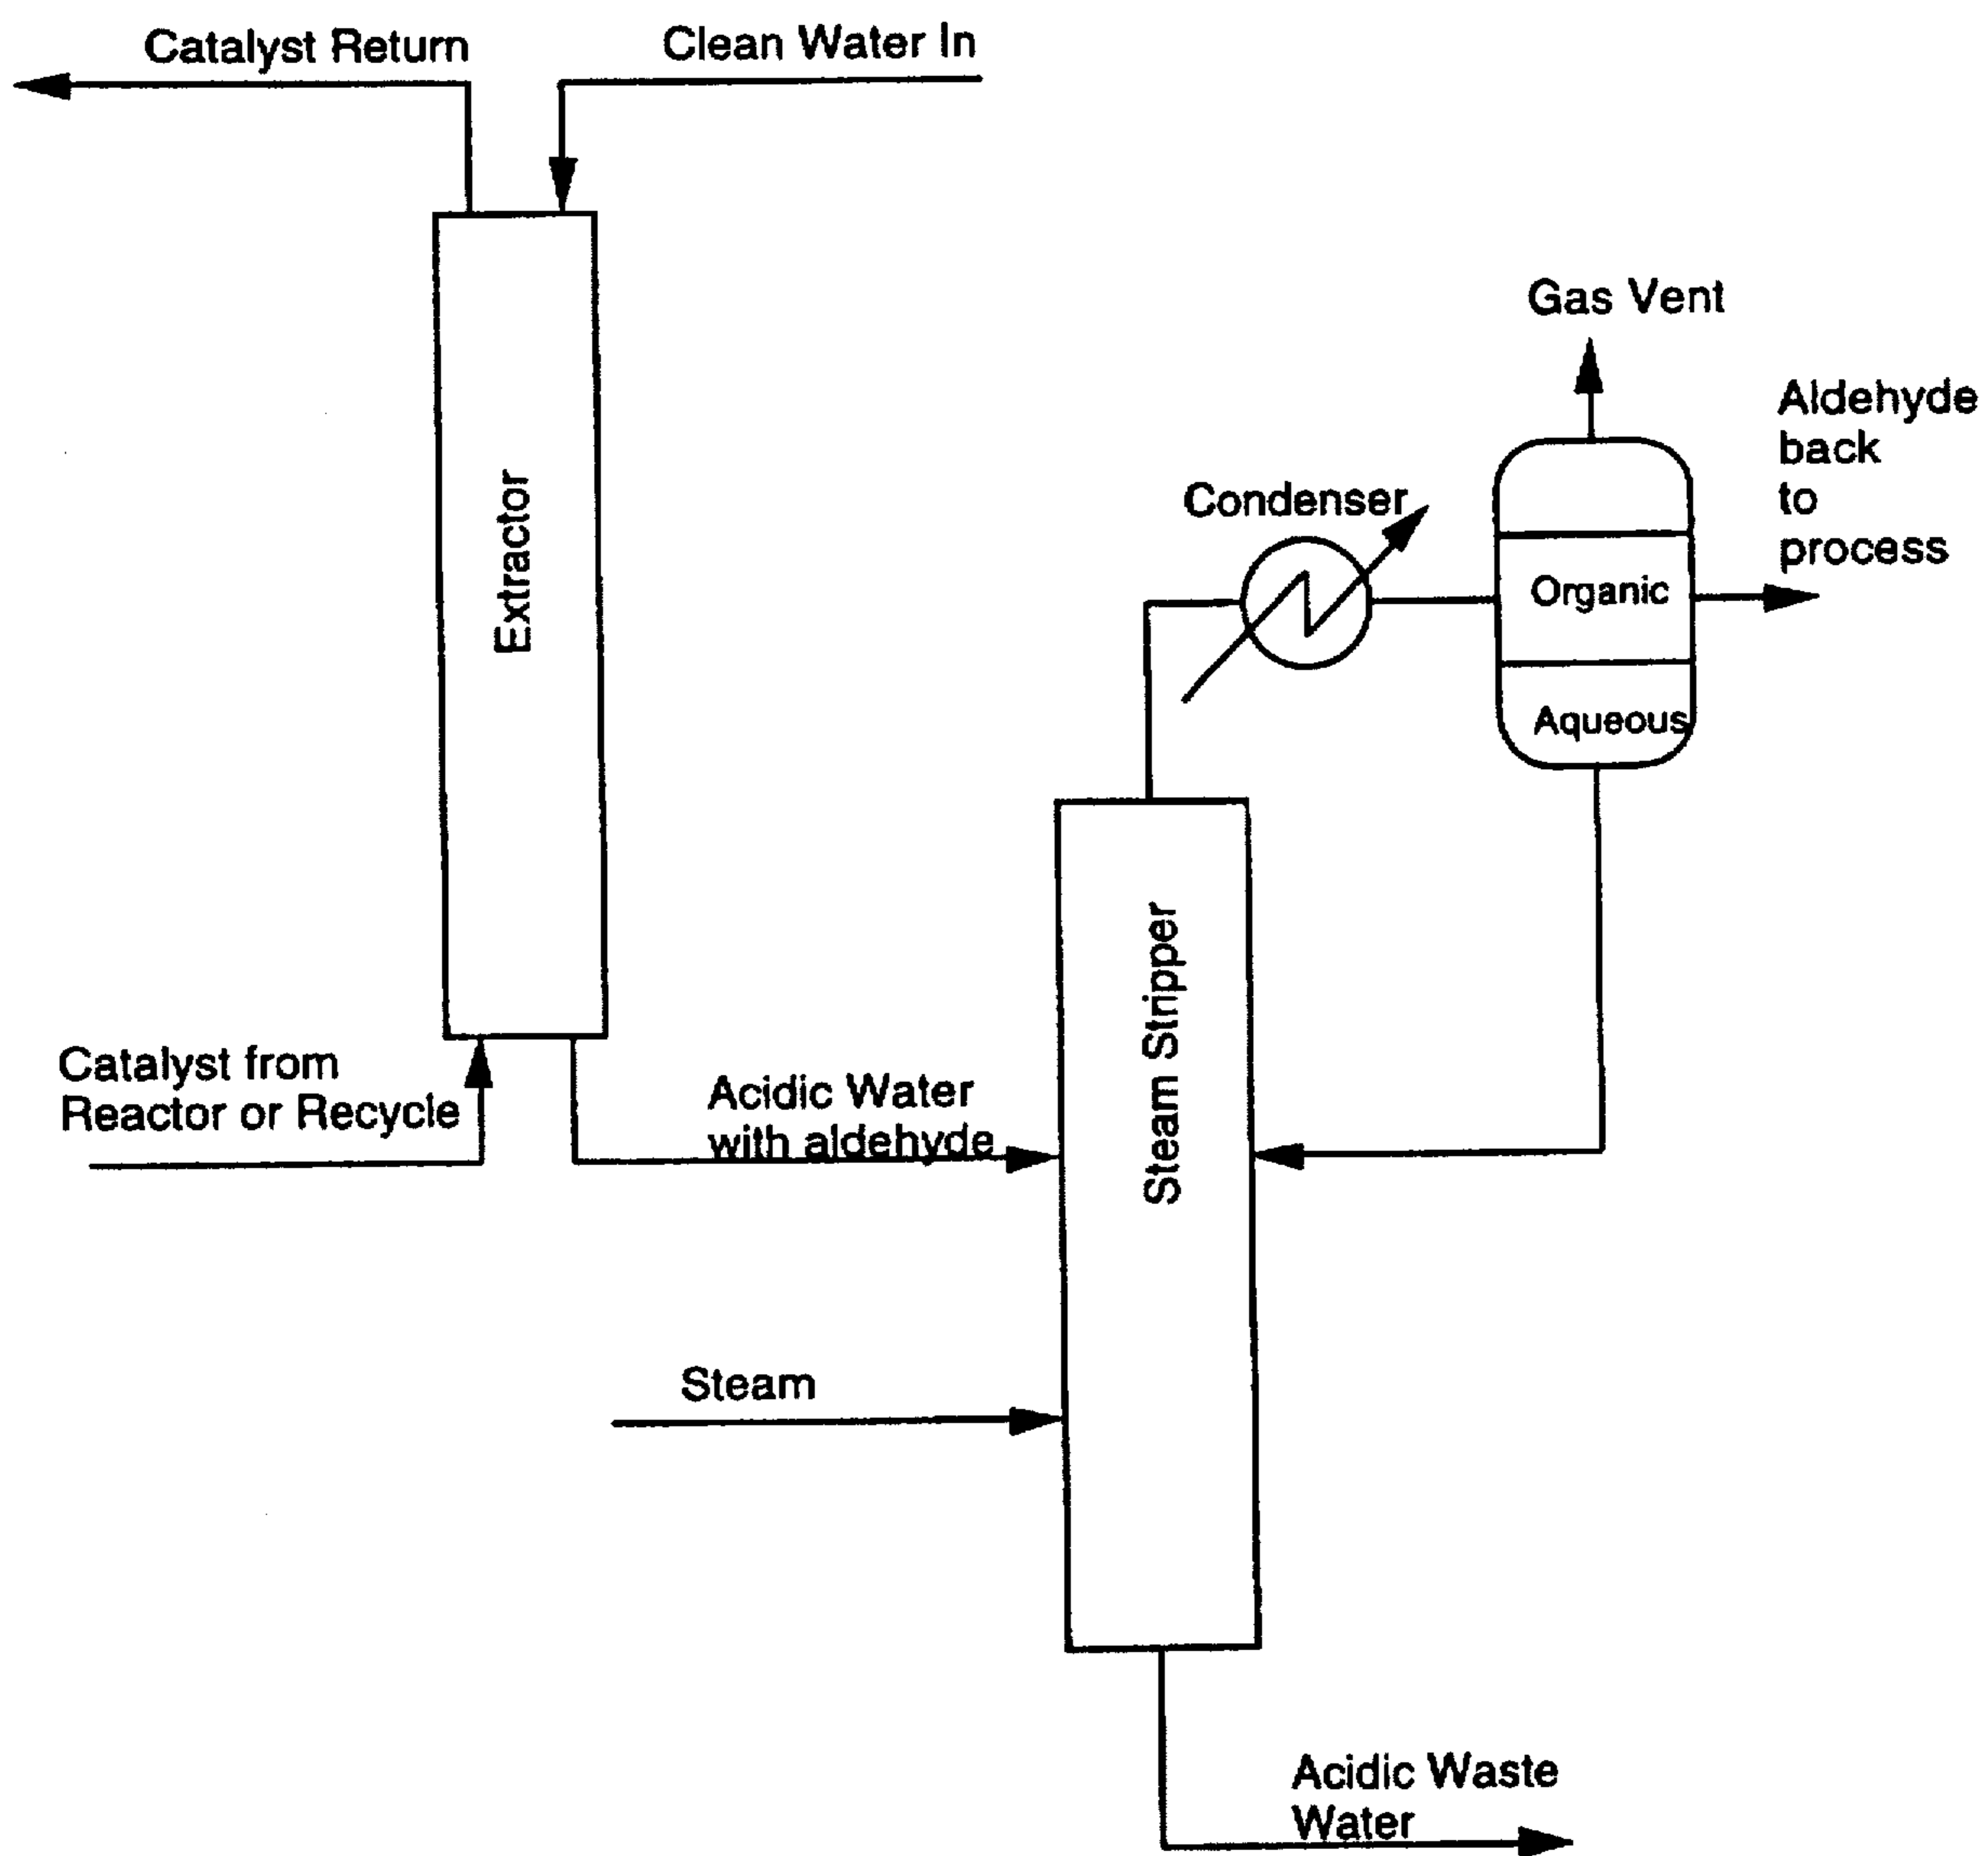 Catalyst Return
Clean Water In
Gas Vent
Aldehyde
back
to
process
Extractor
Condenser
Organic
Aqueous
Steam Stripper
Catalyst from
Reactor or Recycle
Acidic Water
with aldehyde
Steam
Acidic Waste
Water